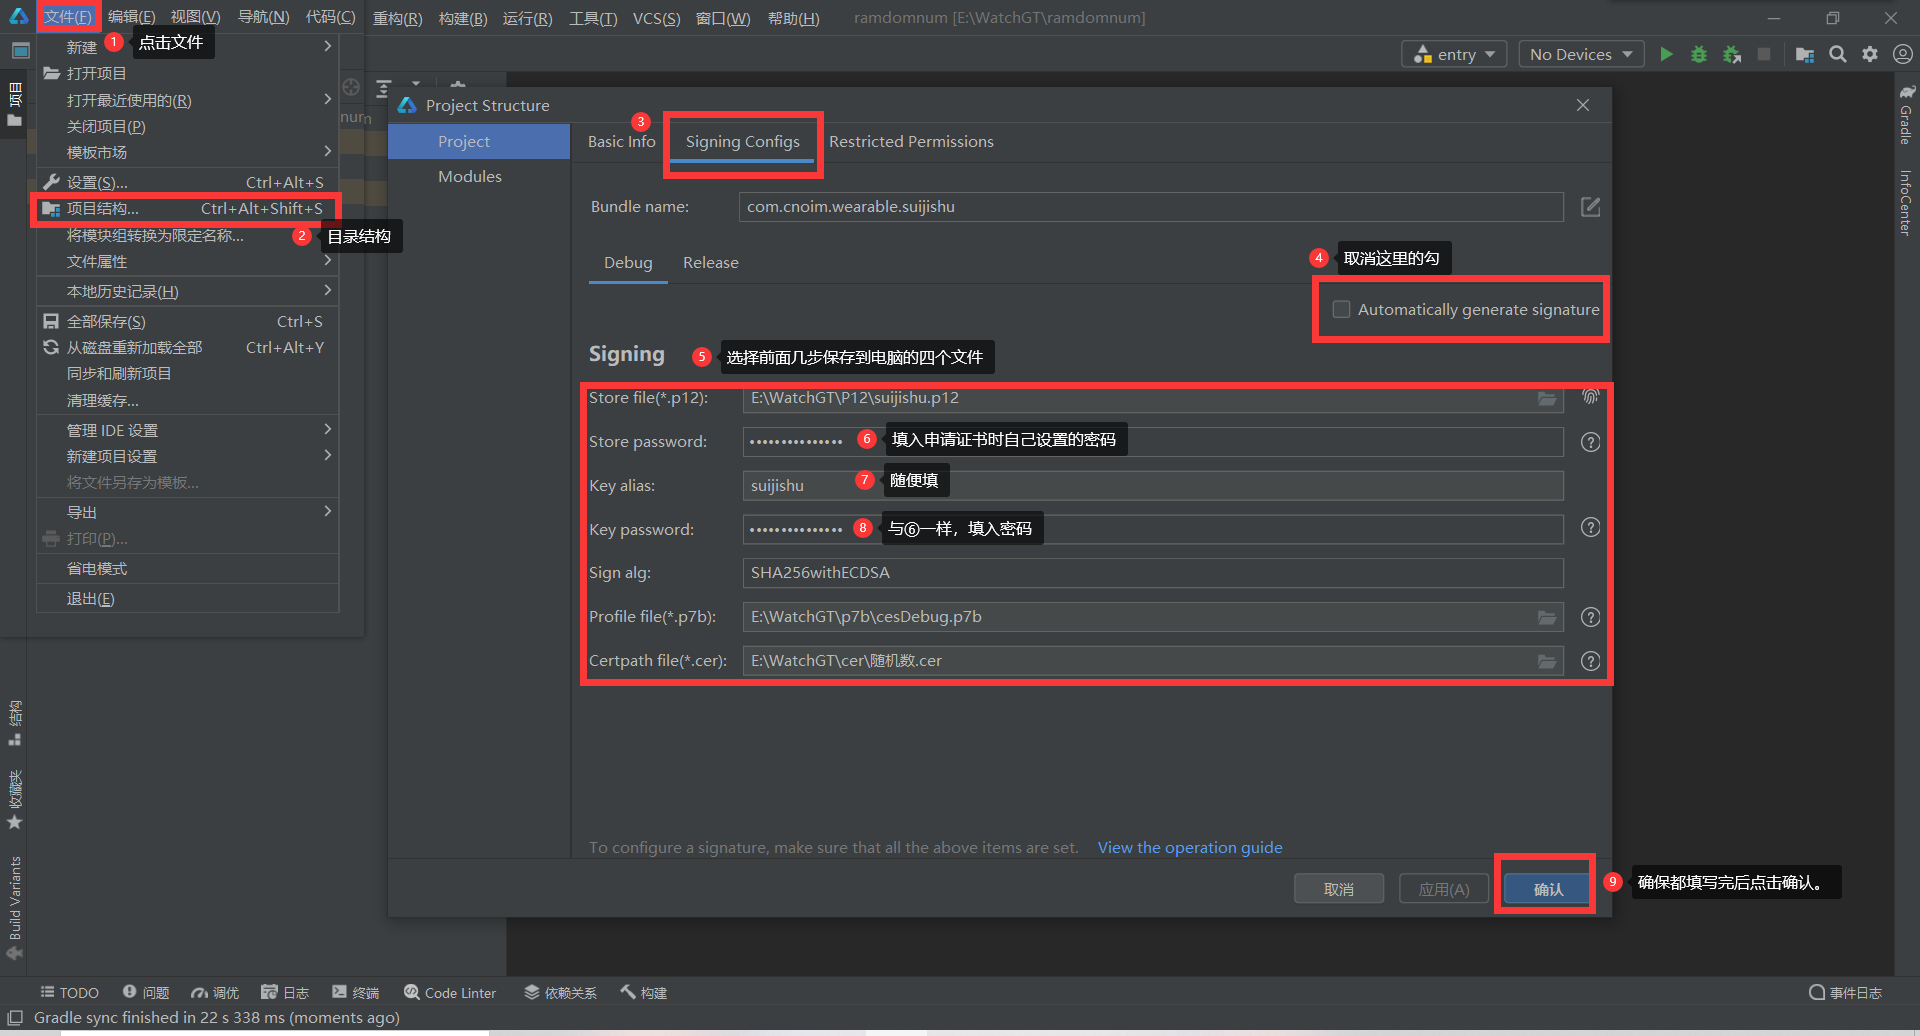 文件(F) 编辑(E) 视图(V) 导航(N) 代码(C) 重构(R) 构建(B) 运行(R) 工具(T) VCS(S) 窗口(W) 帮助(H) ramdomnum [E:\WatchGT\ramdomnum]
1 点击文件
entry No Devices
新建
打开项目
打开最近使用的(R)
关闭项目(P)
模板市场
设置(S)... Ctrl+Alt+S
项目结构... Ctrl+Alt+Shift+S
2 目录结构
将模块组转换为限定名称...
文件属性
本地历史记录(H)
全部保存(S) Ctrl+S
从磁盘重新加载全部 Ctrl+Alt+Y
同步和刷新项目
清理缓存...
管理 IDE 设置
新建项目设置
将文件另存为模板...
导出
打印(P)...
省电模式
退出(E)
项目
num
结构
收藏夹
Build Variants
Project Structure
Project
Modules
3
Basic Info Signing Configs Restricted Permissions
Bundle name: com.cnoim.wearable.suijishu
Debug Release
4 取消这里的勾
Automatically generate signature
Signing
5 选择前面几步保存到电脑的四个文件
Store file(*.p12): E:\WatchGT\P12\suijishu.p12
Store password: ••••••••••••••• 6 填入申请证书时自己设置的密码
Key alias: suijishu 7 随便填
Key password: ••••••••••••••• 8 与⑥一样，填入密码
Sign alg: SHA256withECDSA
Profile file(*.p7b): E:\WatchGT\p7b\cesDebug.p7b
Certpath file(*.cer): E:\WatchGT\cer\随机数.cer
To configure a signature, make sure that all the above items are set. View the operation guide
取消 应用(A) 确认
9 确保都填写完后点击确认。
Gradle
InfoCenter
TODO 问题 调优 日志 终端 Code Linter 依赖关系 构建 事件日志
Gradle sync finished in 22 s 338 ms (moments ago)